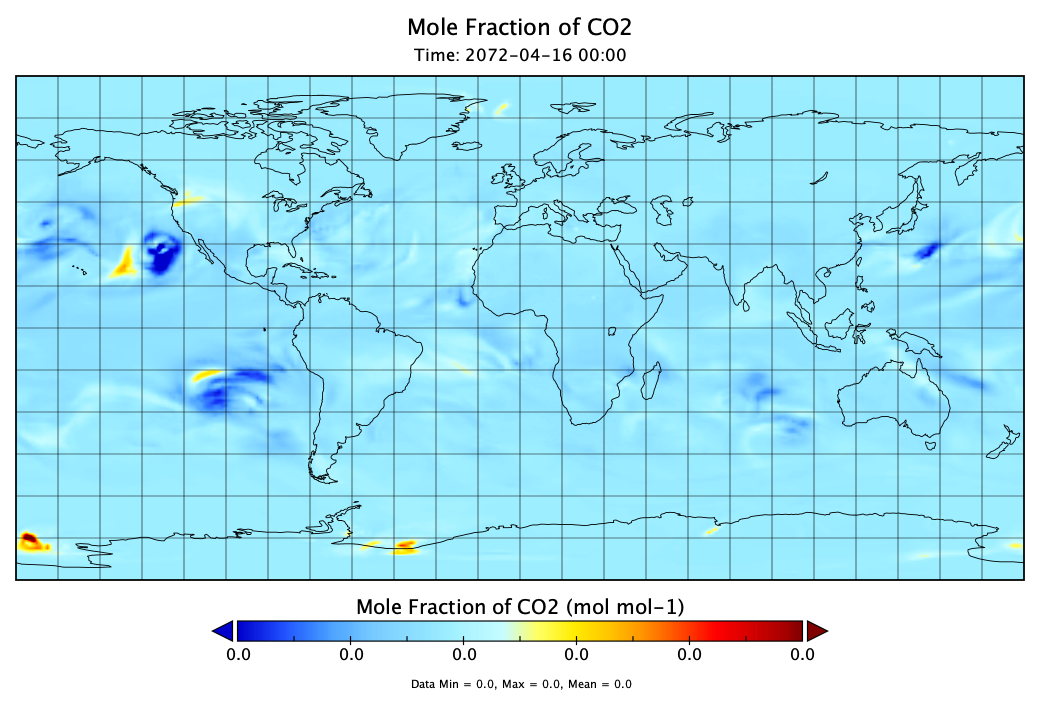 Mole Fraction of CO2
Time: 2072-04-16 00:00
Mole Fraction of CO2 (mol mol-1)
0.0 0.0 0.0 0.0 0.0 0.0
Data Min = 0.0, Max = 0.0, Mean = 0.0